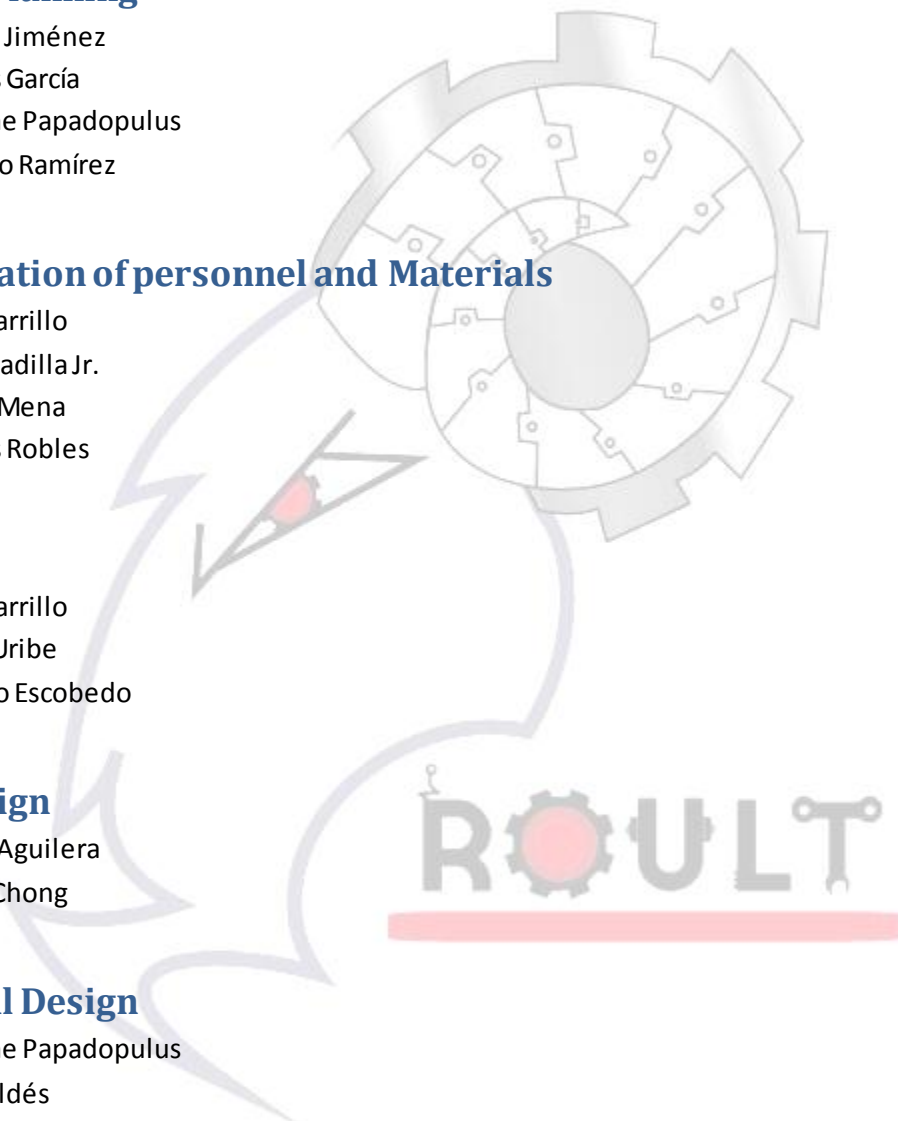 Jiménez
García
Papadopulus
Ramírez
of personnel and Materials
arrillo
adilla Jr.
Mena
Robles
arrillo
Uribe
Escobedo
ign
Aguilera
Chong
ROULT
l Design
Papadopulus
ldés